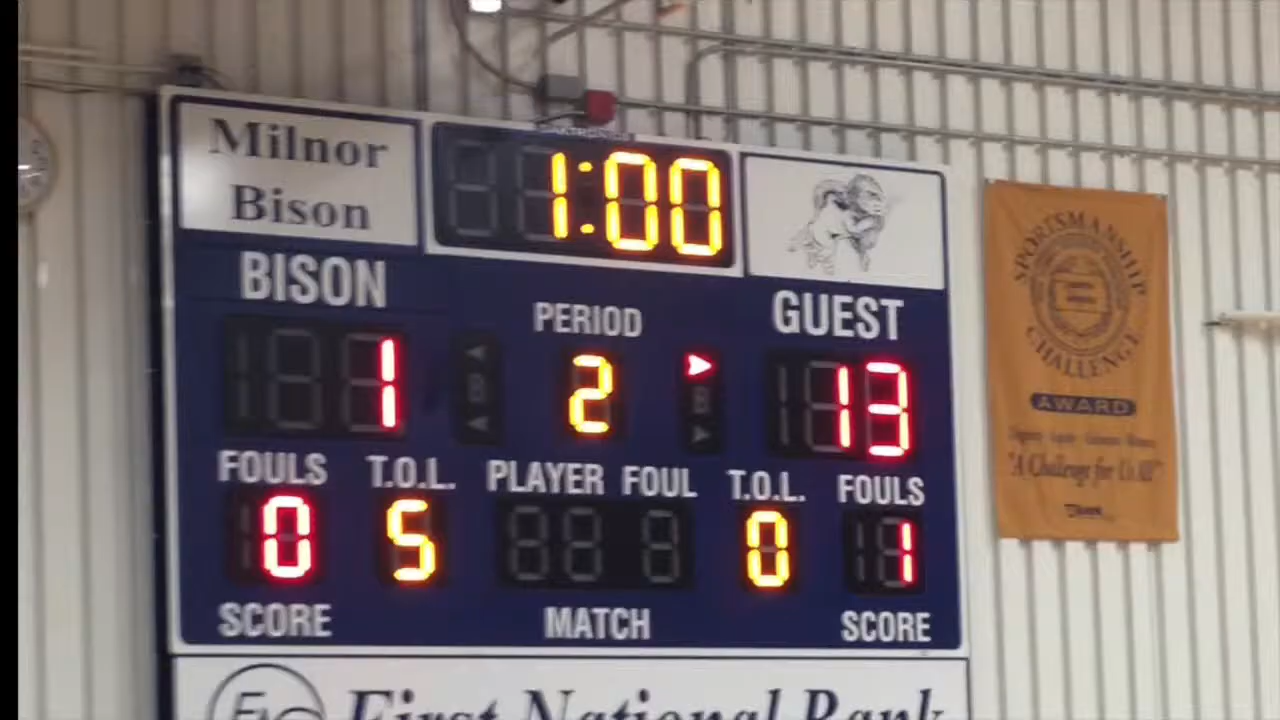 Milnor
Bison
1:00
BISON
PERIOD
GUEST
1
2
13
B
B
FOULS
T.O.L.
PLAYER
FOUL
T.O.L.
FOULS
0
5
0
1
SCORE
MATCH
SCORE
First National Bank
SPORTSMANSHIP
CHALLENGE
AWARD
"A Challenge for Us All"